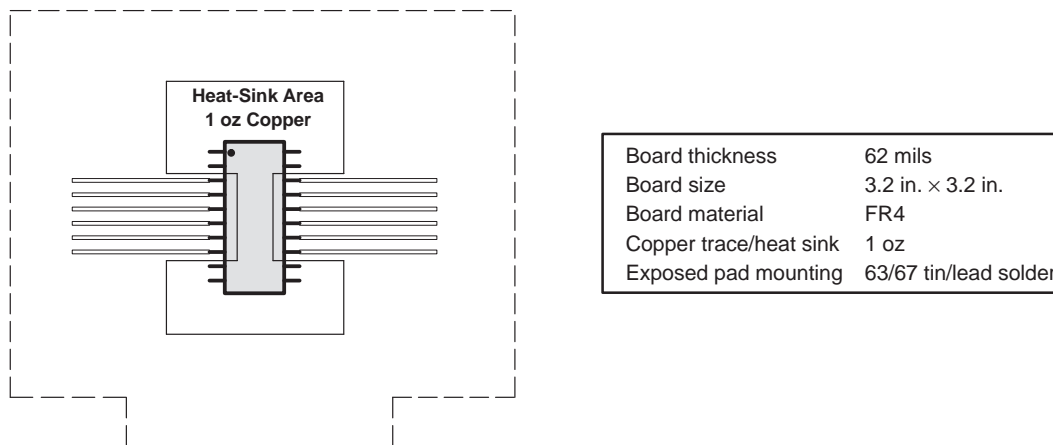 Heat-Sink Area
1 oz Copper
Board thickness 62 mils
Board size 3.2 in. × 3.2 in.
Board material FR4
Copper trace/heat sink 1 oz
Exposed pad mounting 63/67 tin/lead solder